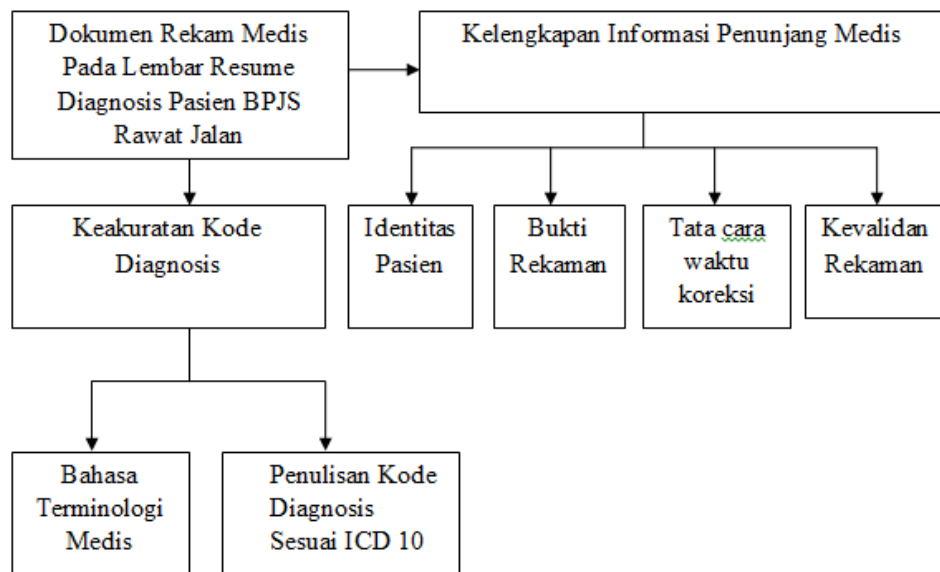 Dokumen Rekam Medis
Pada Lembar Resume
Diagnosis Pasien BPJS
Rawat Jalan
Kelengkapan Informasi Penunjang Medis
Keakuratan Kode
Diagnosis
Identitas
Pasien
Bukti
Rekaman
Tata cara
waktu
koreksi
Kevalidan
Rekaman
Bahasa
Terminologi
Medis
Penulisan Kode
Diagnosis
Sesuai ICD 10